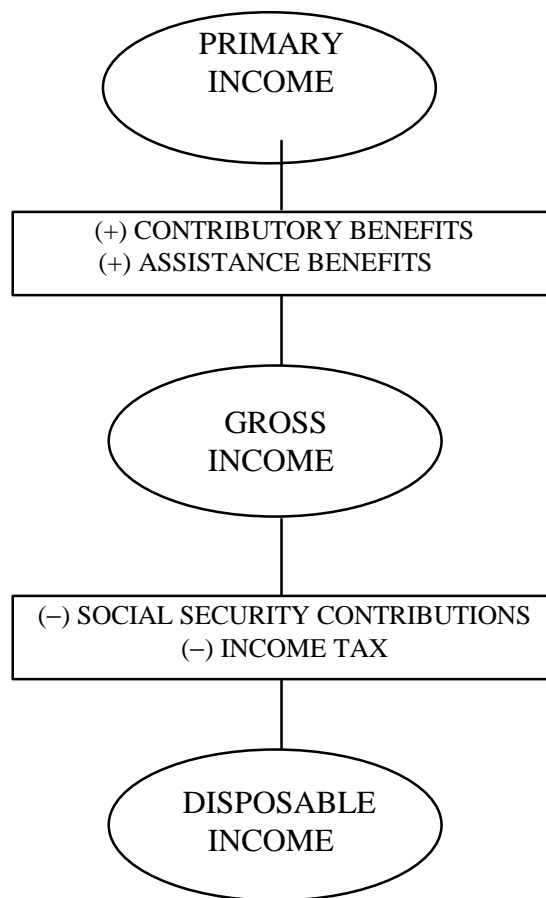 PRIMARY
INCOME
(+) CONTRIBUTORY BENEFITS
(+) ASSISTANCE BENEFITS
GROSS
INCOME
(−) SOCIAL SECURITY CONTRIBUTIONS
(−) INCOME TAX
DISPOSABLE
INCOME